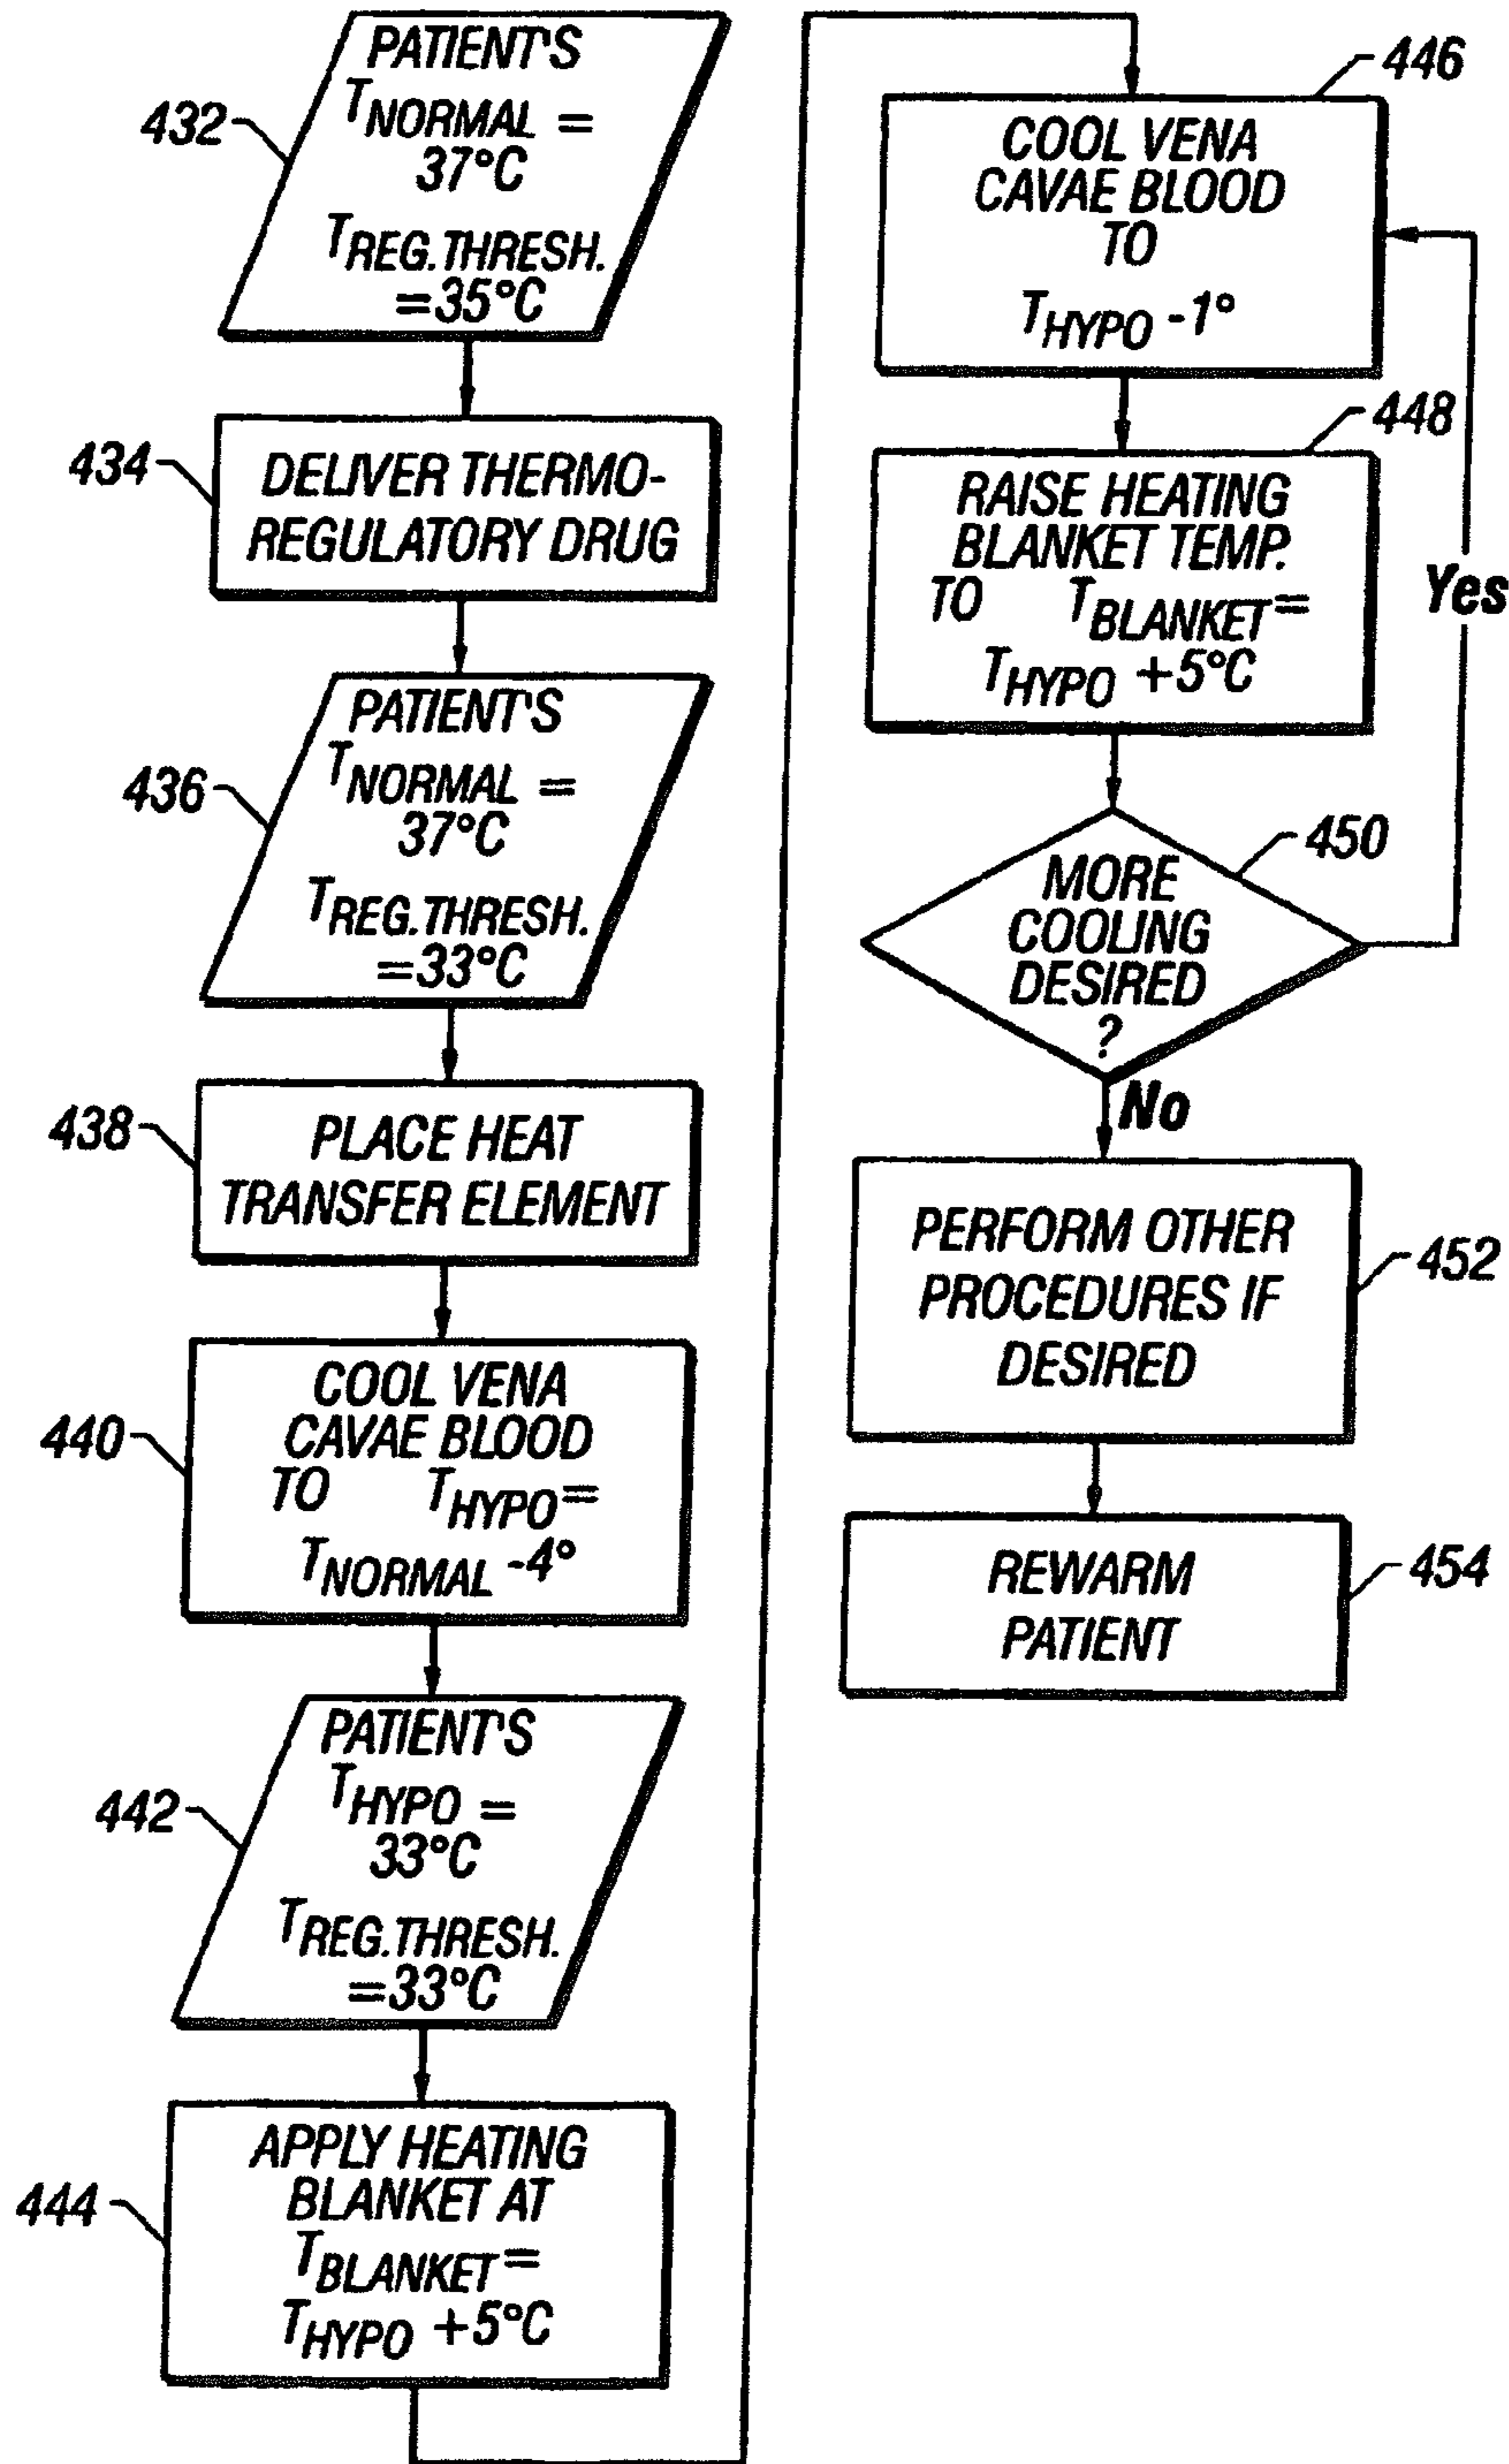 432
PATIENT'S
TNORMAL =
37°C
TREG.THRESH.
=35°C
434
DELIVER THERMO-
REGULATORY DRUG
436
PATIENT'S
TNORMAL =
37°C
TREG.THRESH.
=33°C
438
PLACE HEAT
TRANSFER ELEMENT
440
COOL VENA
CAVAE BLOOD
TO THYPO=
TNORMAL -4°
442
PATIENT'S
THYPO =
33°C
TREG.THRESH.
=33°C
444
APPLY HEATING
BLANKET AT
TBLANKET=
THYPO +5°C
446
COOL VENA
CAVAE BLOOD
TO
THYPO -1°
448
RAISE HEATING
BLANKET TEMP.
TO TBLANKET=
THYPO +5°C
Yes
450
MORE
COOLING
DESIRED
?
No
PERFORM OTHER
PROCEDURES IF
DESIRED
452
REWARM
PATIENT
454